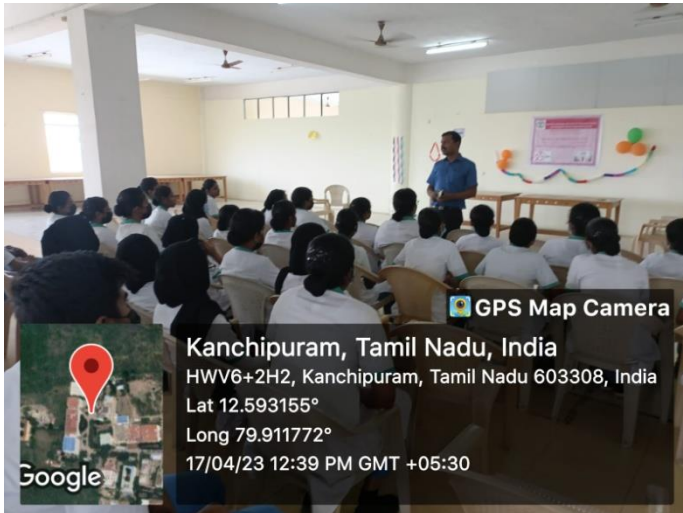 GPS Map Camera
Kanchipuram, Tamil Nadu, India
HWV6+2H2, Kanchipuram, Tamil Nadu 603308, India
Lat 12.593155°
Long 79.911772°
17/04/23 12:39 PM GMT +05:30
Google